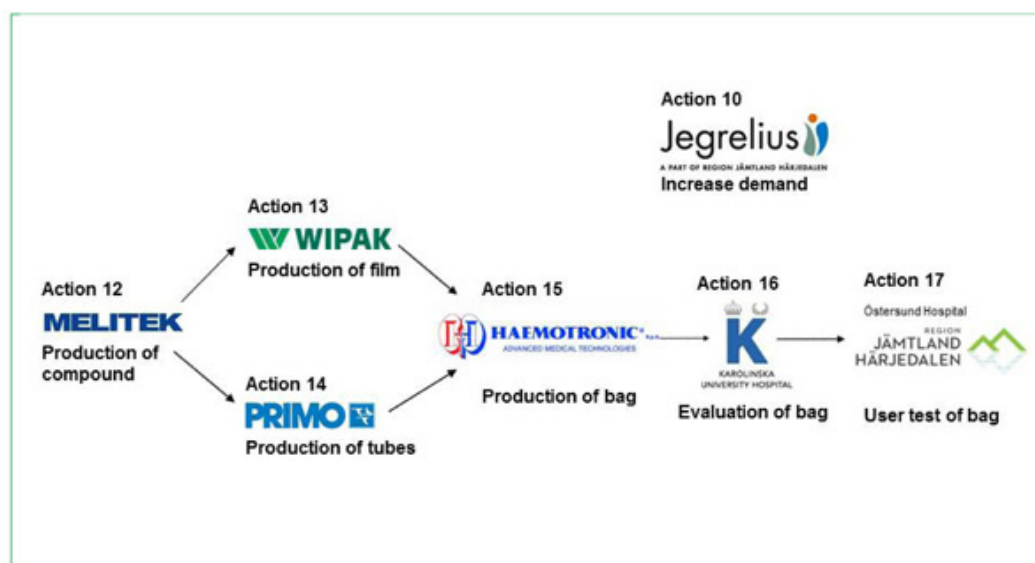 Action 10
Jegrelius
A PART OF REGION JÄMTLAND HÄRJEDALEN
Increase demand
Action 13
WIPAK
Production of film
Action 12
MELITEK
Production of
compound
Action 14
PRIMO
Production of tubes
Action 15
HAEMOTRONIC®
ADVANCED MEDICAL TECHNOLOGIES
Production of bag
Action 16
K
KAROLINSKA
UNIVERSITY HOSPITAL
Evaluation of bag
Action 17
Östersund Hospital
REGION
JÄMTLAND
HÄRJEDALEN
User test of bag